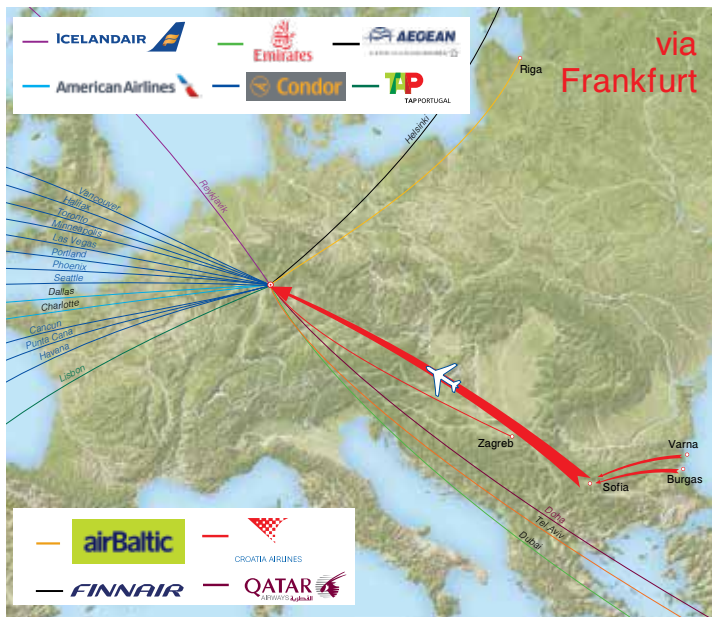 ICELANDAIR
Emirates
AEGEAN
American Airlines
Condor
TAP
TAP PORTUGAL
via
Frankfurt
Riga
Helsinki
Reykjavik
Vancouver
Halifax
Toronto
Minneapolis
Las Vegas
Portland
Phoenix
Seattle
Dallas
Charlotte
Cancun
Punta Cana
Havena
Lisbon
Zagreb
Varna
Burgas
Sofia
Doha
Tel Aviv
Dubai
airBaltic
CROATIA AIRLINES
FINNAIR
QATAR
AIRWAYS القطرية